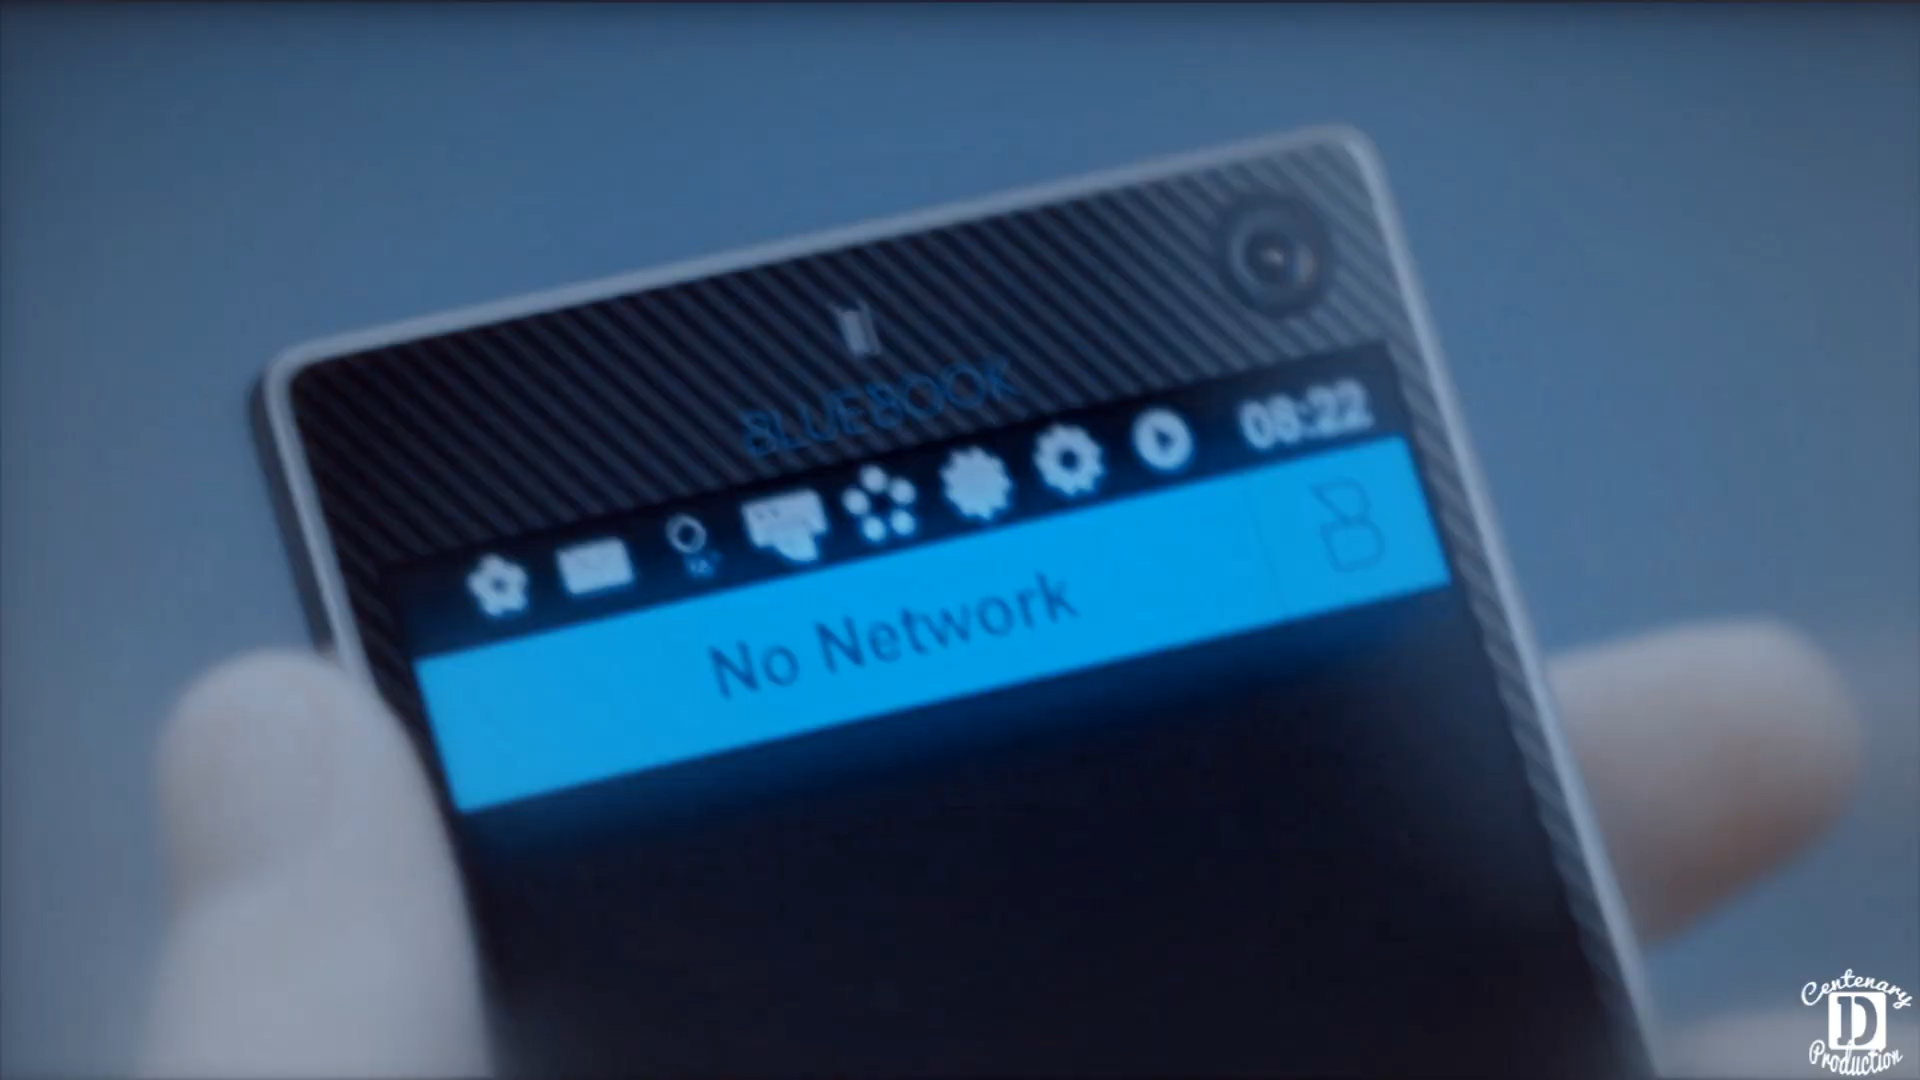 BLUEBOOK
08:22
No Network
Centenary
D
Production